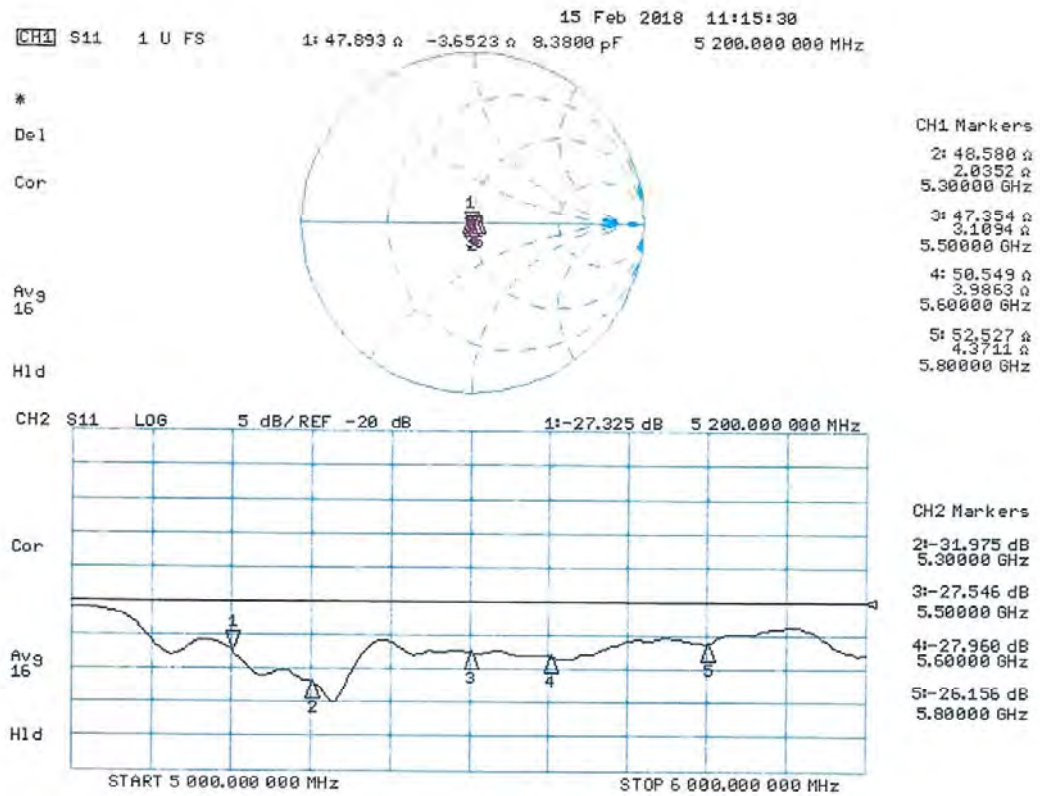 15 Feb 2018 11:15:30
CH1 S11 1 U FS 1: 47.893 Ω -3.6523 Ω 8.3800 pF 5 200.000 000 MHz
*
Del
Cor
Avg
16
Hld
1
CH1 Markers
2: 48.580 Ω
2.0352 Ω
5.30000 GHz
3: 47.354 Ω
3.1094 Ω
5.50000 GHz
4: 50.549 Ω
3.9863 Ω
5.60000 GHz
5: 52.527 Ω
4.3711 Ω
5.80000 GHz
CH2 S11 LOG 5 dB/REF -20 dB 1:-27.325 dB 5 200.000 000 MHz
Cor
Avg
16
Hld
1
2
3
4
5
CH2 Markers
2:-31.975 dB
5.30000 GHz
3:-27.546 dB
5.50000 GHz
4:-27.960 dB
5.60000 GHz
5:-26.156 dB
5.80000 GHz
START 5 000.000 000 MHz STOP 6 000.000 000 MHz